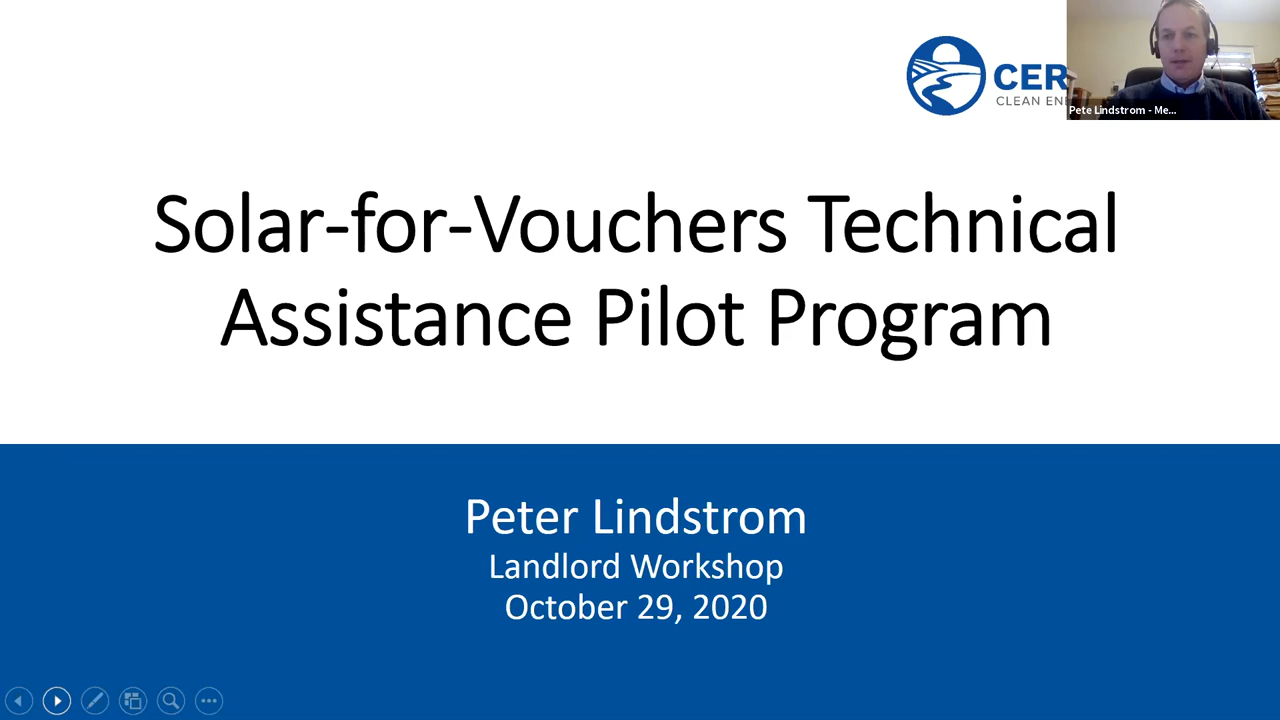 CER
CLEAN EN
Pete Lindstrom - Me...
Solar-for-Vouchers Technical
Assistance Pilot Program
Peter Lindstrom
Landlord Workshop
October 29, 2020